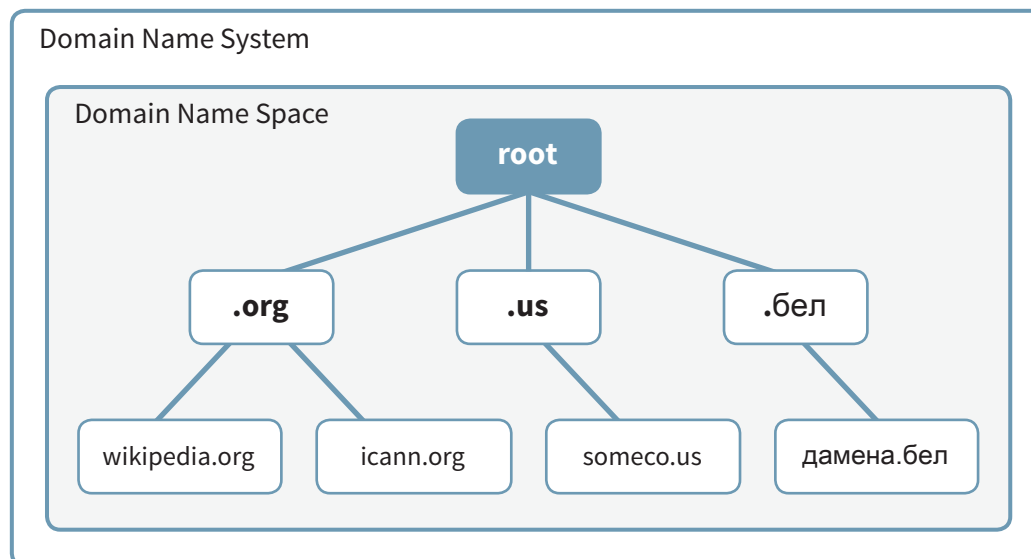 Domain Name System
Domain Name Space
root
.org
.us
.бел
wikipedia.org
icann.org
someco.us
дамена.бел